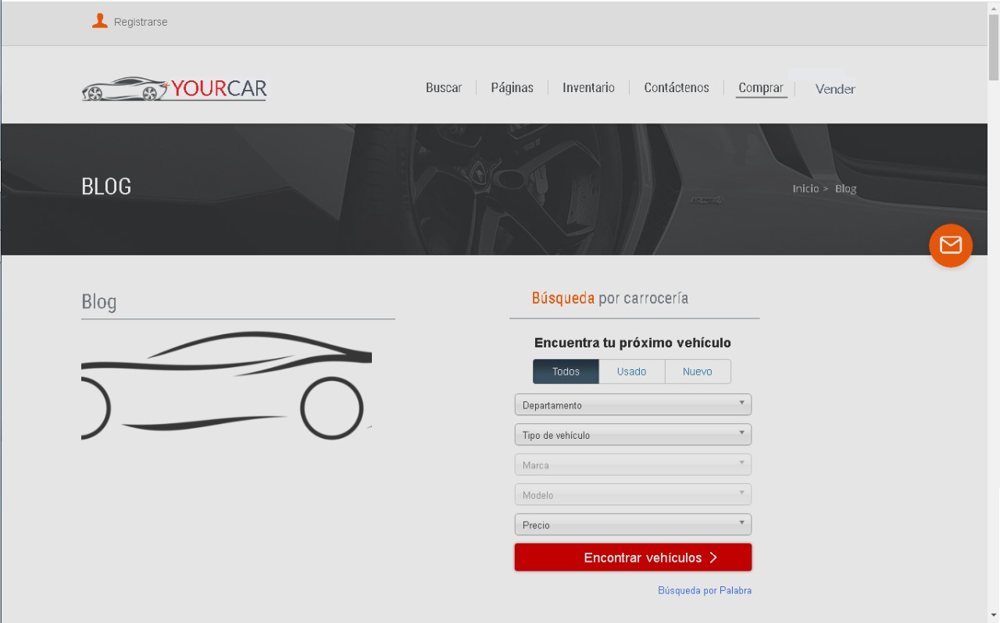 Registrarse
YOURCAR
Buscar Páginas Inventario Contáctenos Comprar Vender
BLOG
Inicio > Blog
Blog
Búsqueda por carrocería
Encuentra tu próximo vehículo
Todos Usado Nuevo
Departamento
Tipo de vehículo
Marca
Modelo
Precio
Encontrar vehículos
Búsqueda por Palabra